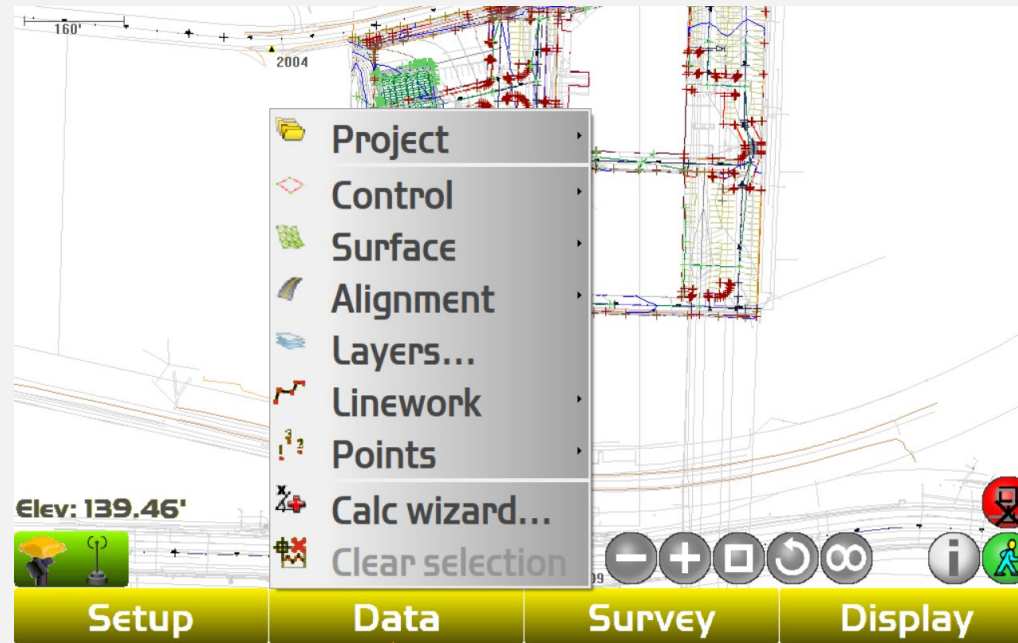 160'
2004
Project
Control
Surface
Alignment
Layers...
Linework
Points
Calc wizard...
Clear selection
Elev: 139.46'
Setup
Data
Survey
Display